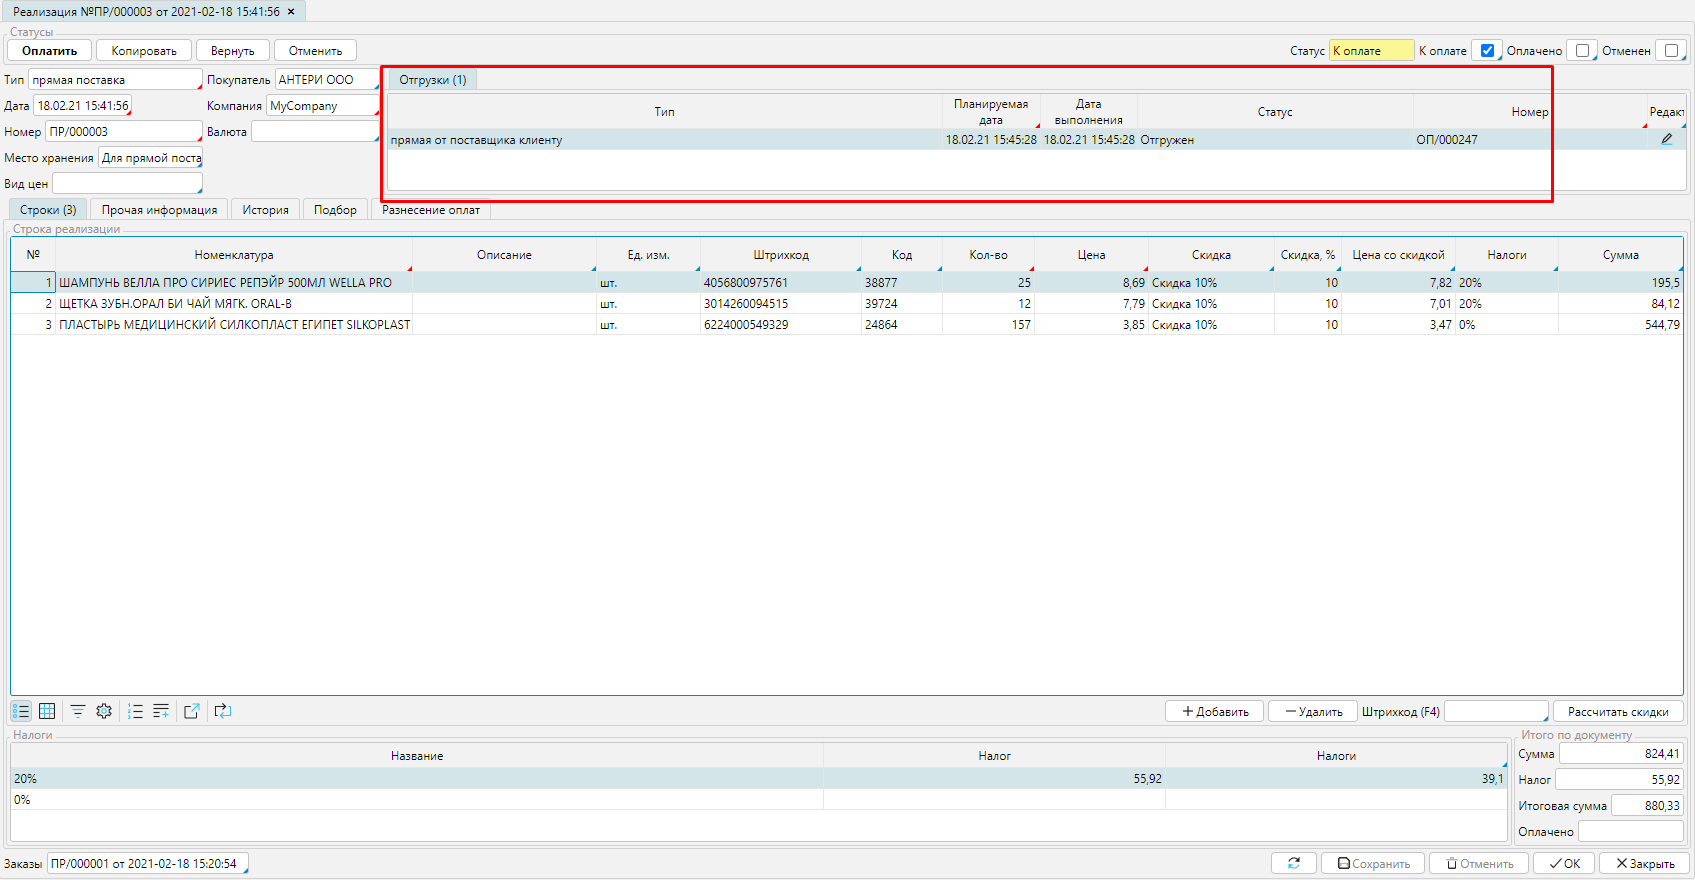 Реализация №ПР/000003 от 2021-02-18 15:41:56 ×
Статусы
Оплатить Копировать Вернуть Отменить Статус К оплате К оплате Оплачено Отменен
Тип прямая поставка Покупатель АНТЕРИ ООО
Дата 18.02.21 15:41:56 Компания MyCompany
Номер ПР/000003 Валюта
Место хранения Для прямой поста
Вид цен
Отгрузки (1)
Тип Планируемая дата Дата выполнения Статус Номер Редакт
прямая от поставщика клиенту 18.02.21 15:45:28 18.02.21 15:45:28 Отгружен ОП/000247
Строки (3) Прочая информация История Подбор Разнесение оплат
Строка реализации
№ Номенклатура Описание Ед. изм. Штрихкод Код Кол-во Цена Скидка Скидка, % Цена со скидкой Налоги Сумма
1 ШАМПУНЬ ВЕЛЛА ПРО СИРИЕС РЕПЭЙР 500МЛ WELLA PRO шт. 4056800975761 38877 25 8,69 Скидка 10% 10 7,82 20% 195,5
2 ЩЕТКА ЗУБН.ОРАЛ БИ ЧАЙ МЯГК. ORAL-B шт. 3014260094515 39724 12 7,79 Скидка 10% 10 7,01 20% 84,12
3 ПЛАСТЫРЬ МЕДИЦИНСКИЙ СИЛКОПЛАСТ ЕГИПЕТ SILKOPLAST шт. 6224000549329 24864 157 3,85 Скидка 10% 10 3,47 0% 544,79
Добавить Удалить Штрихкод (F4) Рассчитать скидки
Налоги
Название Налог Налоги
20% 55,92 39,1
0%
Итого по документу
Сумма 824,41
Налог 55,92
Итоговая сумма 880,33
Оплачено
Заказы ПР/000001 от 2021-02-18 15:20:54 Сохранить Отменить OK Закрыть